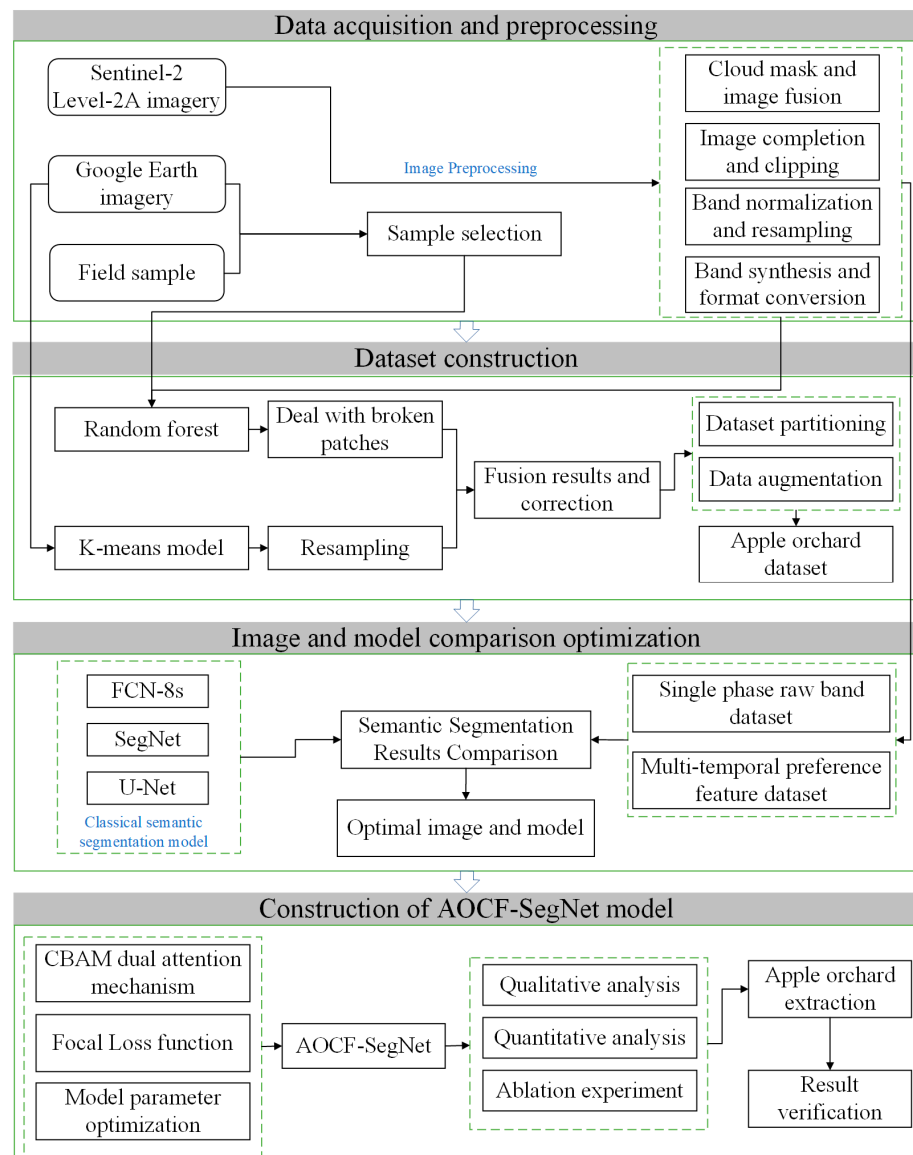 Data acquisition and preprocessing
Sentinel-2
Level-2A imagery
Google Earth
imagery
Field sample
Image Preprocessing
Sample selection
Cloud mask and
image fusion
Image completion
and clipping
Band normalization
and resampling
Band synthesis and
format conversion
Dataset construction
Random forest
Deal with broken
patches
K-means model
Resampling
Fusion results and
correction
Dataset partitioning
Data augmentation
Apple orchard
dataset
Image and model comparison optimization
FCN-8s
SegNet
U-Net
Classical semantic
segmentation model
Semantic Segmentation
Results Comparison
Optimal image and model
Single phase raw band
dataset
Multi-temporal preference
feature dataset
Construction of AOCF-SegNet model
CBAM dual attention
mechanism
Focal Loss function
Model parameter
optimization
AOCF-SegNet
Qualitative analysis
Quantitative analysis
Ablation experiment
Apple orchard
extraction
Result
verification